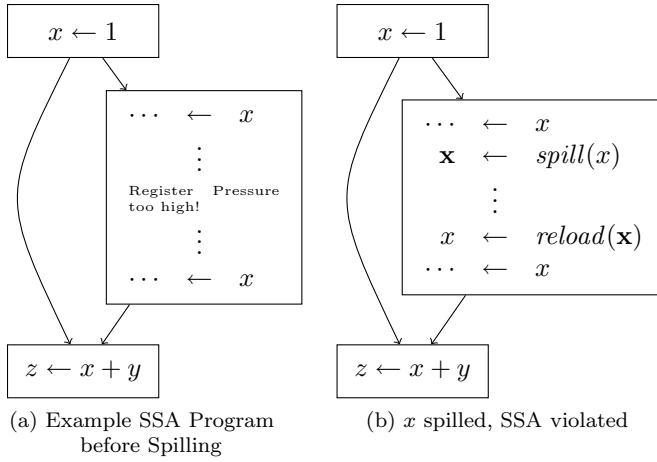 x ← 1
··· ← x
⋮
Register Pressure
too high!
⋮
··· ← x
z ← x + y
(a) Example SSA Program
before Spilling
x ← 1
··· ← x
𝐱 ← spill(x)
⋮
x ← reload(𝐱)
··· ← x
z ← x + y
(b) x spilled, SSA violated